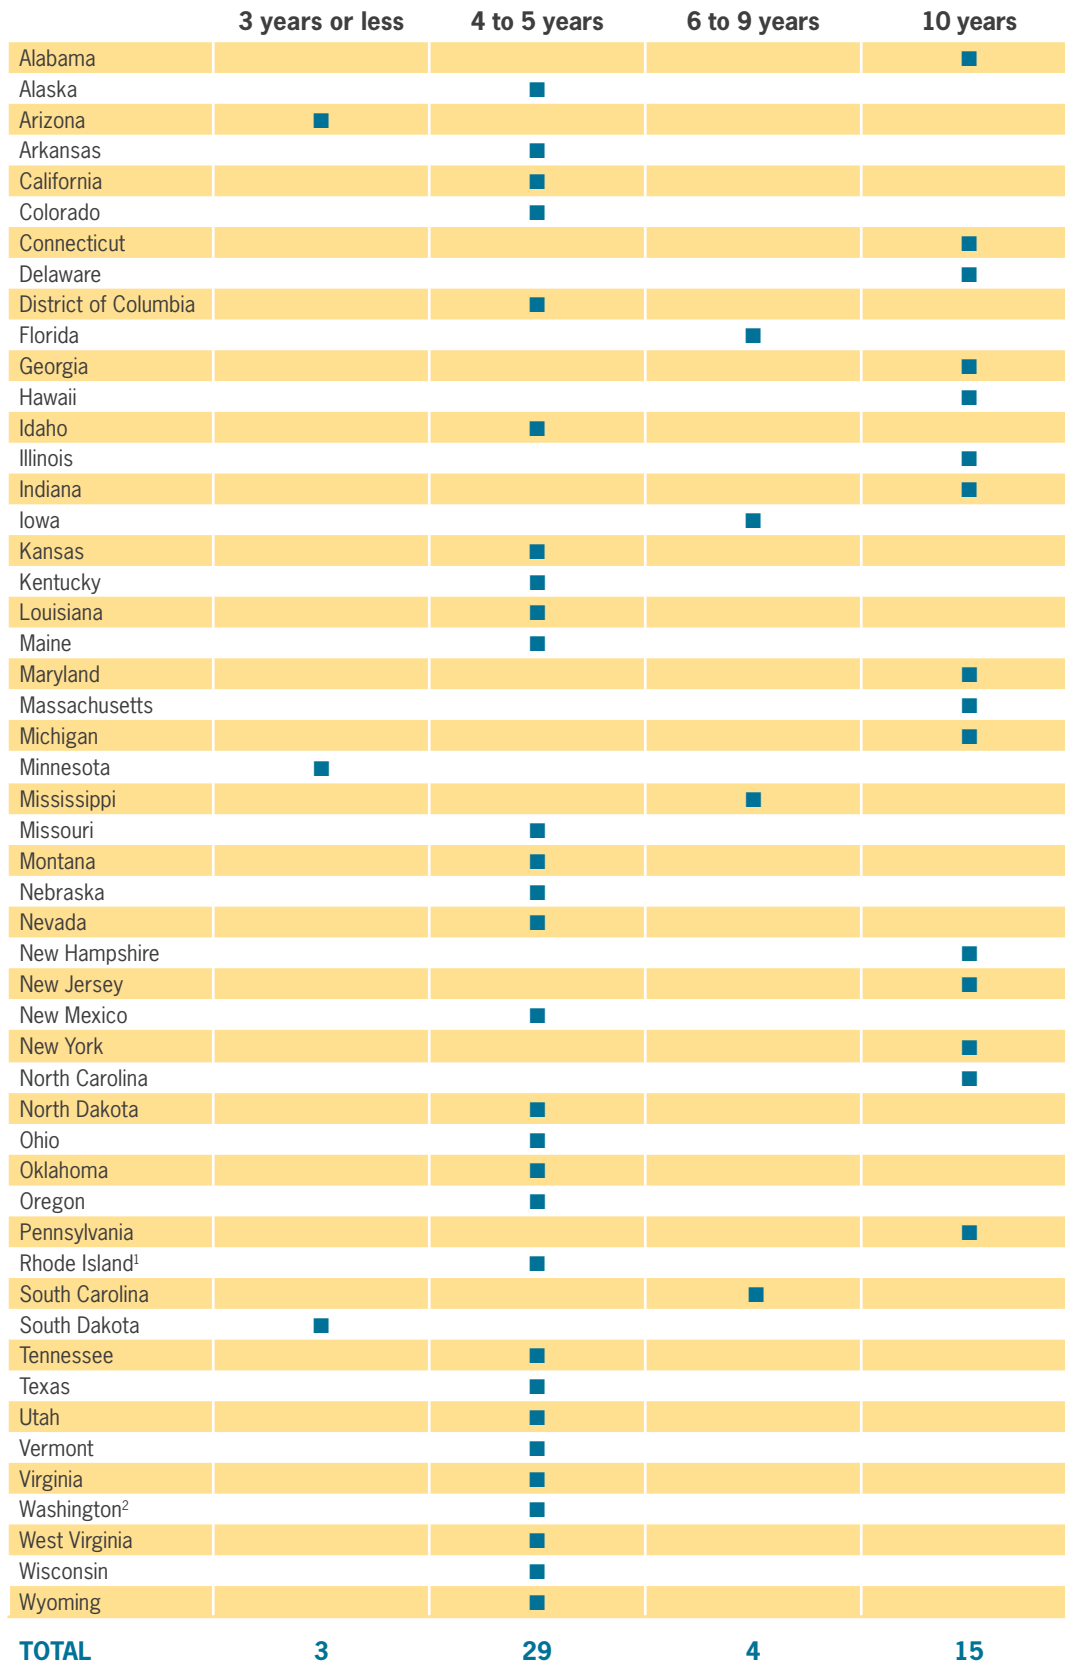 3 years or less 4 to 5 years 6 to 9 years 10 years
Alabama ■
Alaska ■
Arizona ■
Arkansas ■
California ■
Colorado ■
Connecticut ■
Delaware ■
District of Columbia ■
Florida ■
Georgia ■
Hawaii ■
Idaho ■
Illinois ■
Indiana ■
Iowa ■
Kansas ■
Kentucky ■
Louisiana ■
Maine ■
Maryland ■
Massachusetts ■
Michigan ■
Minnesota ■
Mississippi ■
Missouri ■
Montana ■
Nebraska ■
Nevada ■
New Hampshire ■
New Jersey ■
New Mexico ■
New York ■
North Carolina ■
North Dakota ■
Ohio ■
Oklahoma ■
Oregon ■
Pennsylvania ■
Rhode Island¹ ■
South Carolina ■
South Dakota ■
Tennessee ■
Texas ■
Utah ■
Vermont ■
Virginia ■
Washington² ■
West Virginia ■
Wisconsin ■
Wyoming ■
TOTAL 3 29 4 15